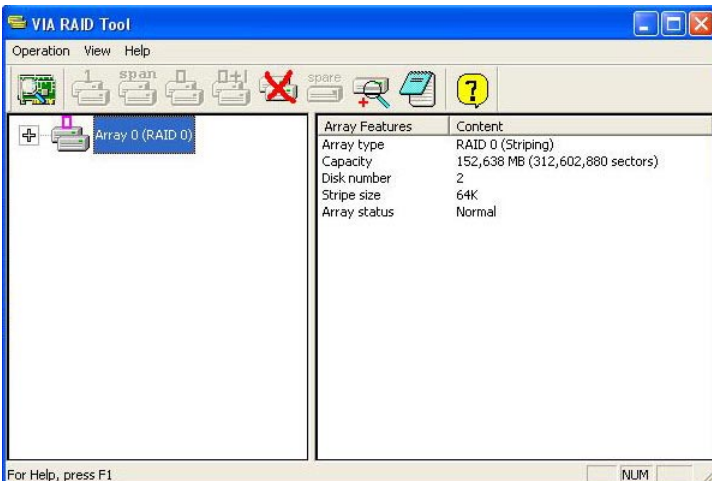 VIA RAID Tool
Operation View Help
1 span 0 0+1 spare ?
Array 0 (RAID 0)
Array Features Content
Array type RAID 0 (Striping)
Capacity 152,638 MB (312,602,880 sectors)
Disk number 2
Stripe size 64K
Array status Normal
For Help, press F1 NUM